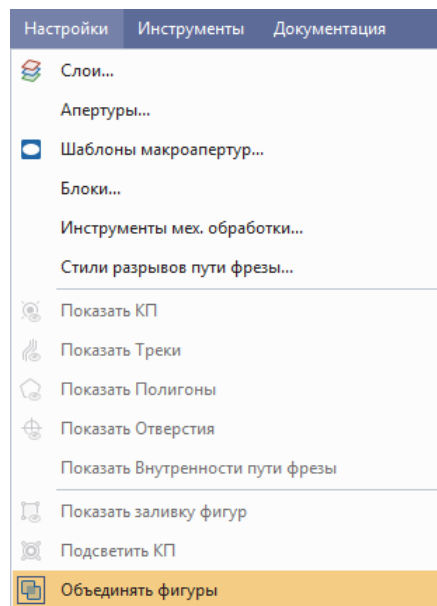 Настройки Инструменты Документация
Слои...
Апертуры...
Шаблоны макроапертур...
Блоки...
Инструменты мех. обработки...
Стили разрывов пути фрезы...
Показать КП
Показать Треки
Показать Полигоны
Показать Отверстия
Показать Внутренности пути фрезы
Показать заливку фигур
Подсветить КП
Объединять фигуры